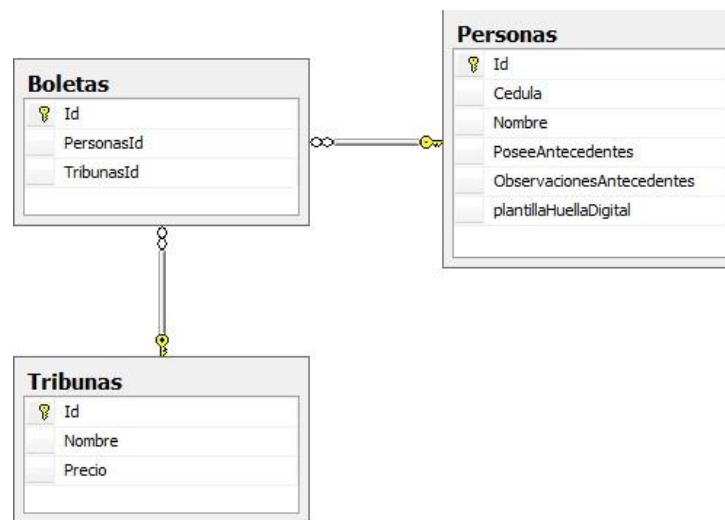 Boletas
Id
PersonasId
TribunasId
Personas
Id
Cedula
Nombre
PoseeAntecedentes
ObservacionesAntecedentes
plantillaHuellaDigital
Tribunas
Id
Nombre
Precio